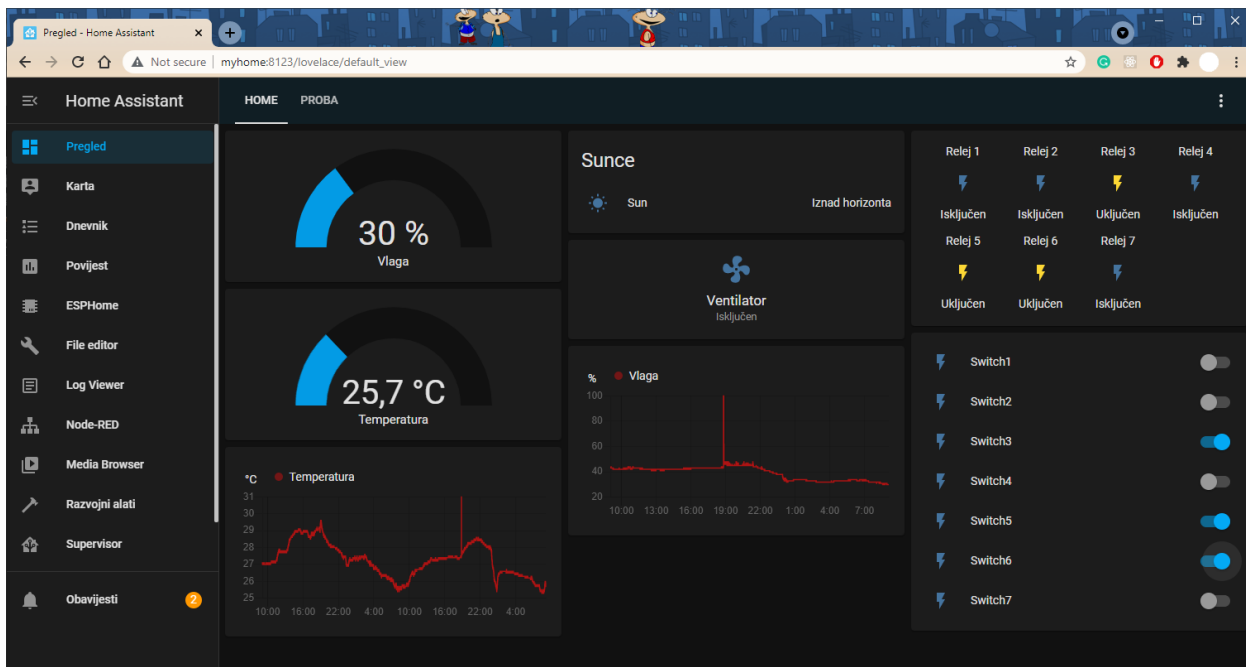 Pregled - Home Assistant
Not secure | myhome:8123/lovelace/default_view
Home Assistant
HOME PROBA
Pregled
Karta
Dnevnik
Povijest
ESPHome
File editor
Log Viewer
Node-RED
Media Browser
Razvojni alati
Supervisor
Obavijesti 2
30 %
Vlaga
25,7 °C
Temperatura
°C Temperatura
31
30
29
28
27
26
25
10:00 16:00 22:00 4:00 10:00 16:00 22:00 4:00
Sunce
Sun Iznad horizonta
Ventilator
Isključen
% Vlaga
100
80
60
40
20
10:00 13:00 16:00 19:00 22:00 1:00 4:00 7:00
Relej 1 Relej 2 Relej 3 Relej 4
Isključen Isključen Uključen Isključen
Relej 5 Relej 6 Relej 7
Uključen Uključen Isključen
Switch1
Switch2
Switch3
Switch4
Switch5
Switch6
Switch7